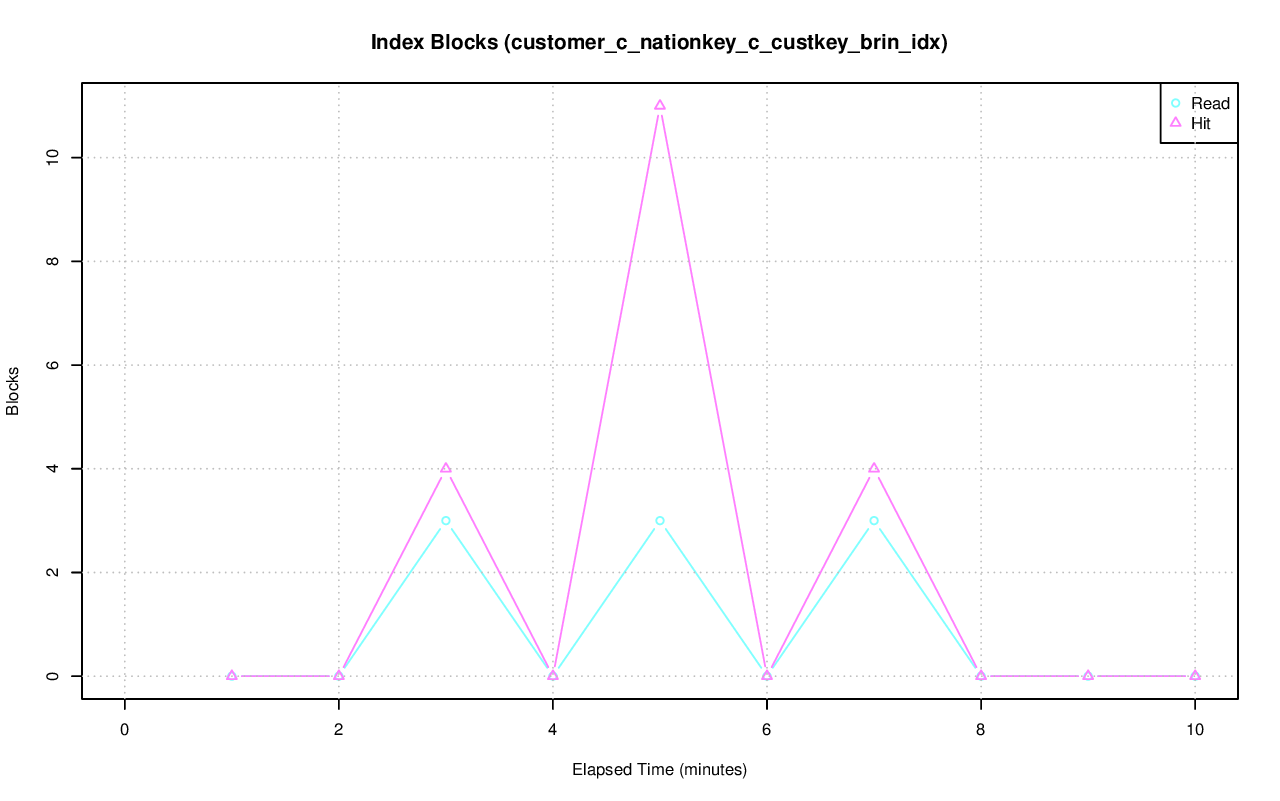 Index Blocks (customer_c_nationkey_c_custkey_brin_idx)
Read
Hit
Blocks
10
8
6
4
2
0
0 2 4 6 8 10
Elapsed Time (minutes)